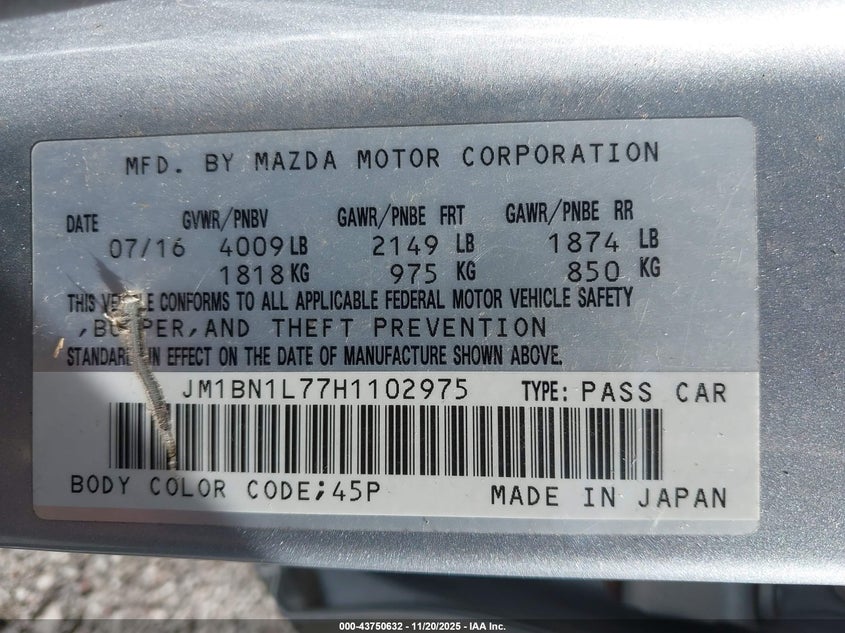 MFD. BY MAZDA MOTOR CORPORATION
DATE GVWR/PNBV GAWR/PNBE FRT GAWR/PNBE RR
07/16 4009 LB 2149 LB 1874 LB
1818 KG 975 KG 850 KG
THIS CONFORMS TO ALL APPLICABLE FEDERAL MOTOR VEHICLE SAFETY
, AND THEFT PREVENTION
IN EFFECT ON THE DATE OF MANUFACTURE SHOWN ABOVE.
JM1BN1L77H1102975 TYPE: PASS CAR
BODY COLOR CODE;45P MADE IN JAPAN
000-43750632 - 11/20/2025 - IAA Inc.